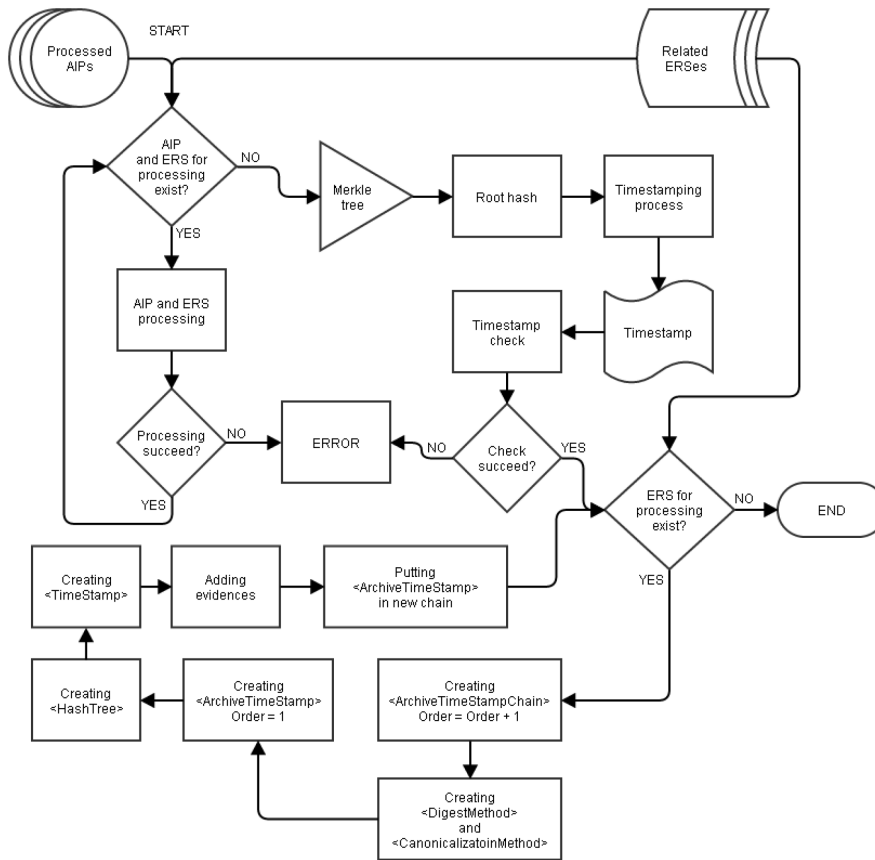 START
Processed
AIPs
Related
ERSes
AIP
and ERS for
processing
exist?
NO
YES
Merkle
tree
Root hash
Timestamping
process
AIP and ERS
processing
Timestamp
check
Timestamp
Processing
succeed?
NO
YES
ERROR
NO
Check
succeed?
YES
ERS for
processing
exist?
NO
YES
END
Creating
<TimeStamp>
Adding
evidences
Putting
<ArchiveTimeStamp>
in new chain
Creating
<HashTree>
Creating
<ArchiveTimeStamp>
Order = 1
Creating
<ArchiveTimeStampChain>
Order = Order + 1
Creating
<DigestMethod>
and
<CanonicalizatoinMethod>